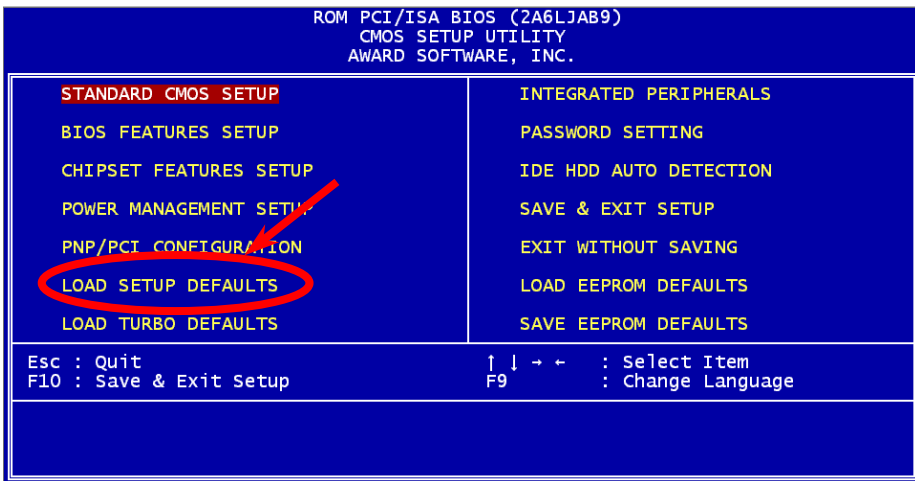 ROM PCI/ISA BIOS (2A6LJAB9)
CMOS SETUP UTILITY
AWARD SOFTWARE, INC.
STANDARD CMOS SETUP
BIOS FEATURES SETUP
CHIPSET FEATURES SETUP
POWER MANAGEMENT SETUP
PNP/PCI CONFIGURATION
LOAD SETUP DEFAULTS
LOAD TURBO DEFAULTS
INTEGRATED PERIPHERALS
PASSWORD SETTING
IDE HDD AUTO DETECTION
SAVE & EXIT SETUP
EXIT WITHOUT SAVING
LOAD EEPROM DEFAULTS
SAVE EEPROM DEFAULTS
Esc : Quit
F10 : Save & Exit Setup
↑ ↓ → ← : Select Item
F9 : Change Language